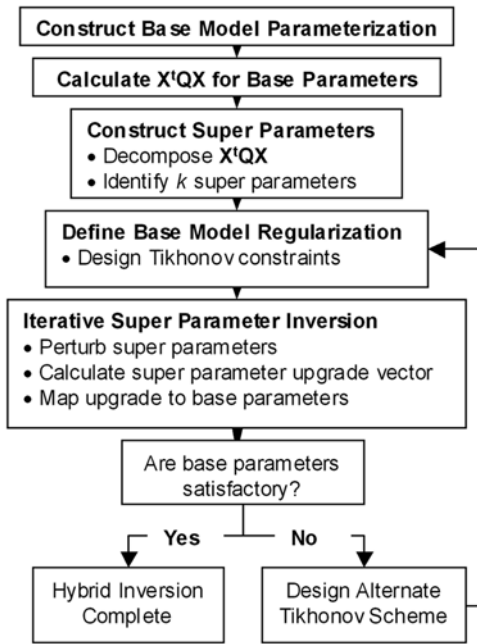 Construct Base Model Parameterization
Calculate XᵗQX for Base Parameters
Construct Super Parameters
• Decompose XᵗQX
• Identify k super parameters
Define Base Model Regularization
• Design Tikhonov constraints
Iterative Super Parameter Inversion
• Perturb super parameters
• Calculate super parameter upgrade vector
• Map upgrade to base parameters
Are base parameters
satisfactory?
Yes
No
Hybrid Inversion
Complete
Design Alternate
Tikhonov Scheme